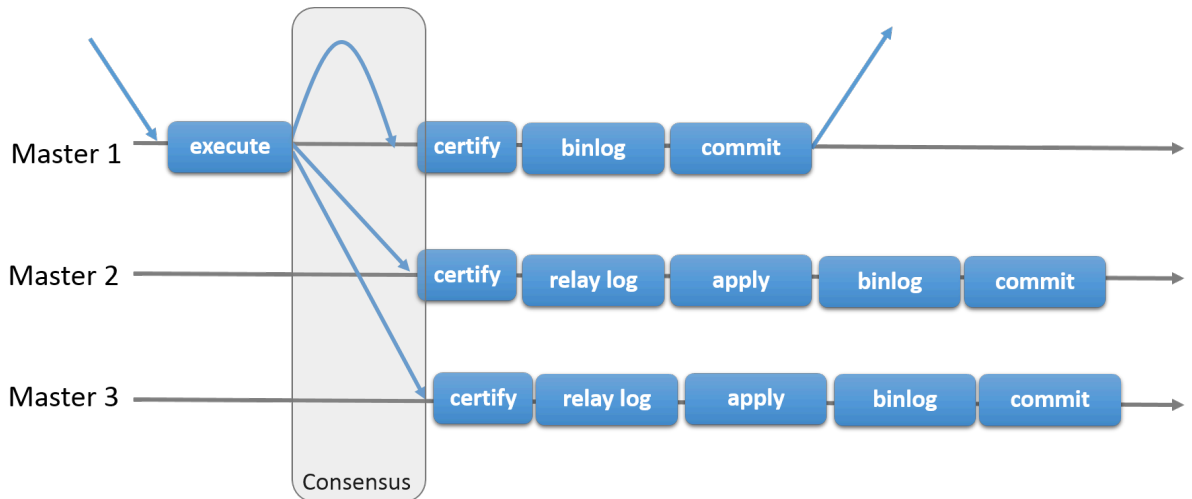 Master 1
execute
certify
binlog
commit
Master 2
certify
relay log
apply
binlog
commit
Master 3
certify
relay log
apply
binlog
commit
Consensus